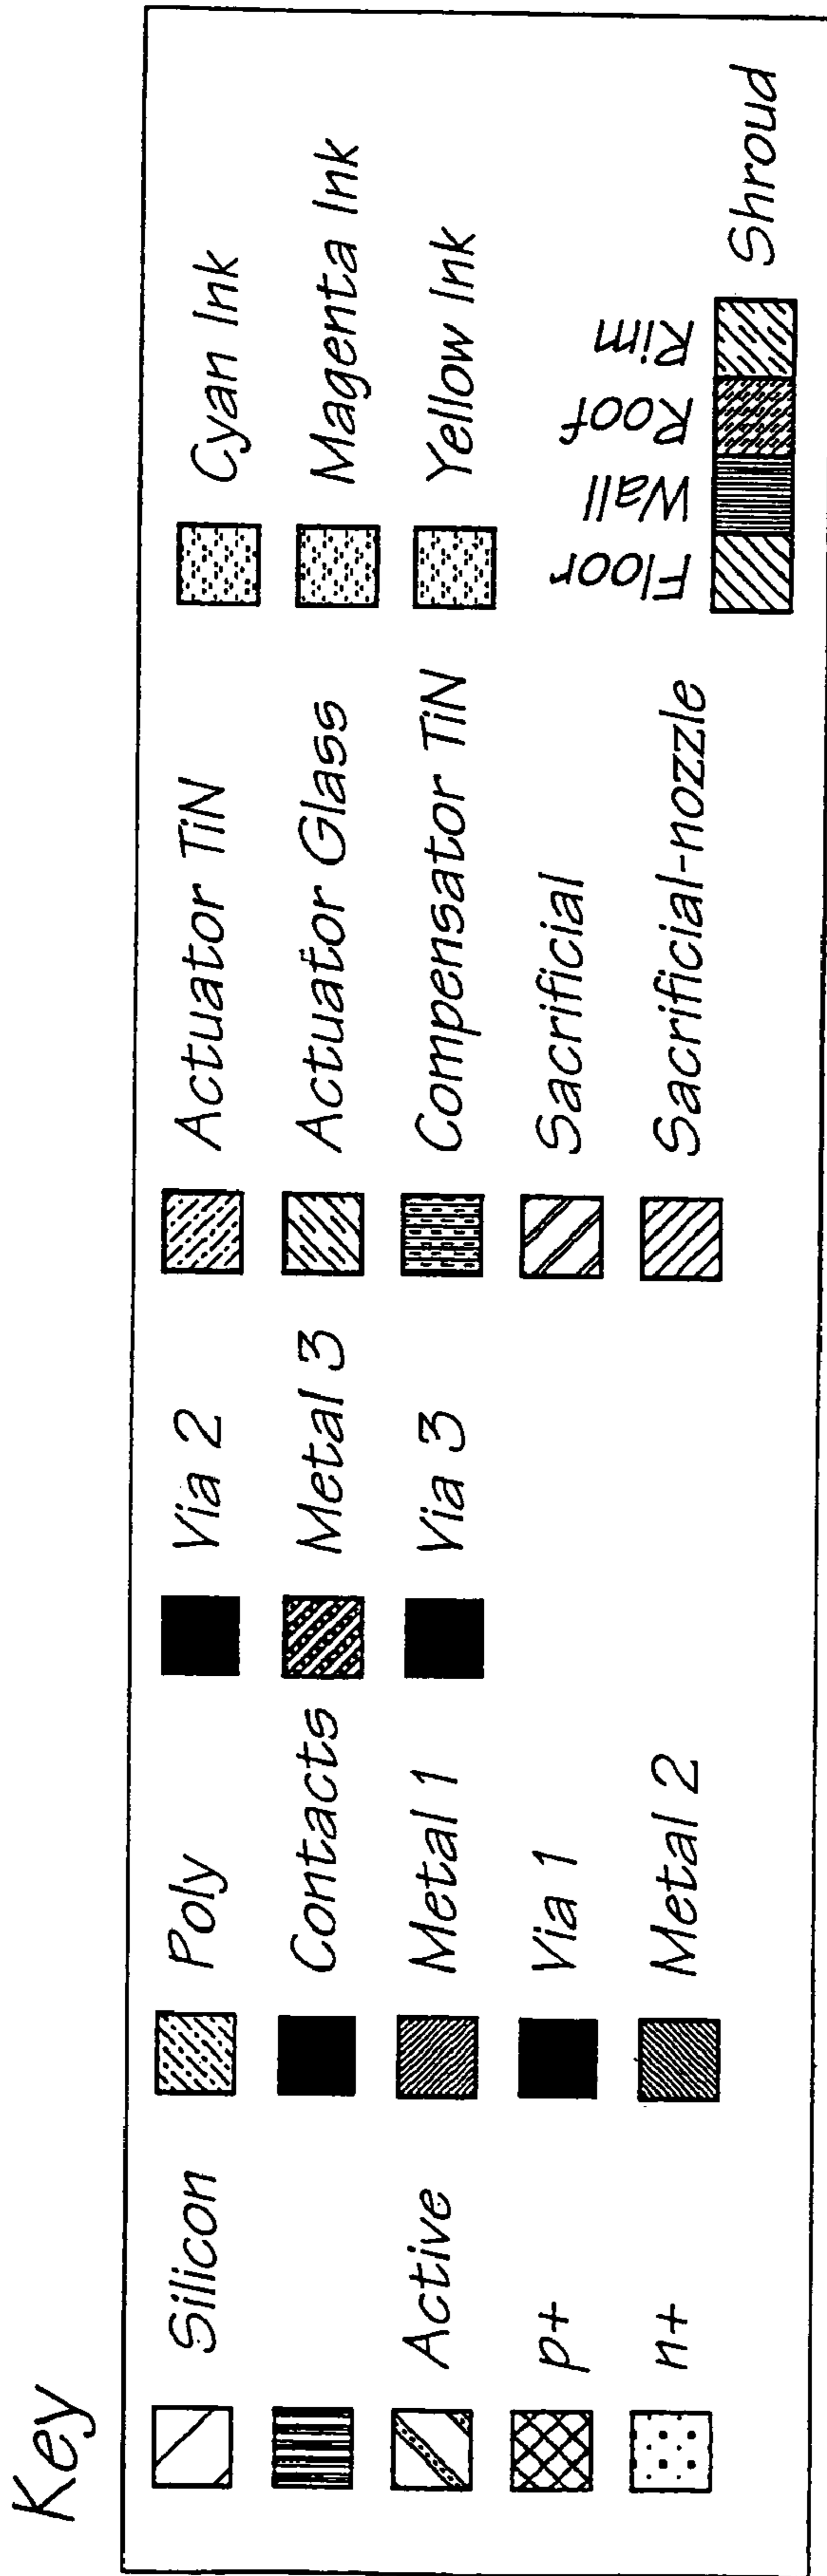 Key
Silicon
Active
p+
n+
Poly
Contacts
Metal 1
Via 1
Metal 2
Via 2
Metal 3
Via 3
Actuator TiN
Actuator Glass
Compensator TiN
Sacrificial
Sacrificial-nozzle
Cyan Ink
Magenta Ink
Yellow Ink
Floor
Wall
Roof
Rim
Shroud